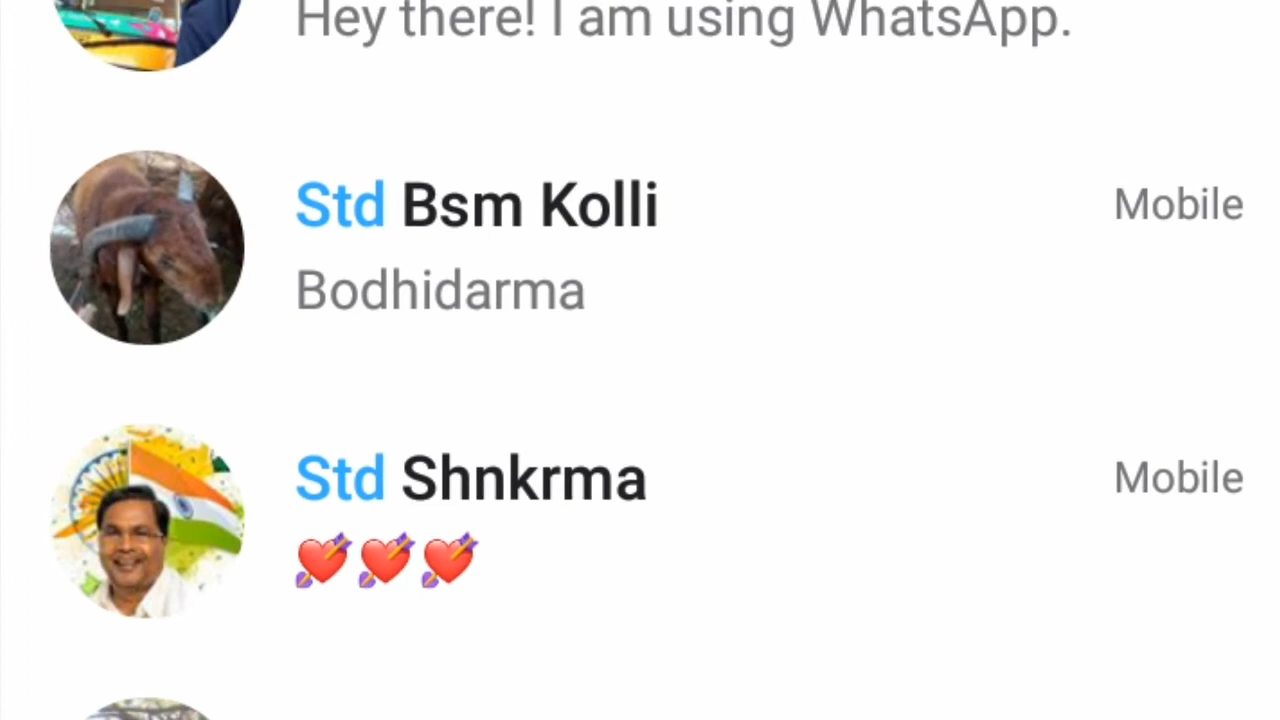 Hey there! I am using WhatsApp.
Std Bsm Kolli
Mobile
Bodhidarma
Std Shnkrma
Mobile
💘💘💘